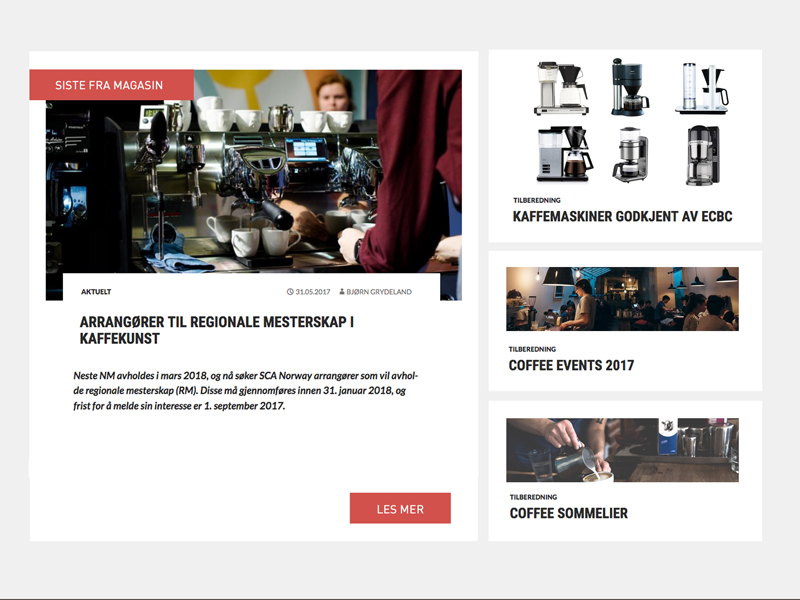 SISTE FRA MAGASIN
AKTUELT
31.05.2017 BJØRN GRYDELAND
ARRANGØRER TIL REGIONALE MESTERSKAP I
KAFFEKUNST
Neste NM avholdes i mars 2018, og nå søker SCA Norway arrangører som vil avhol-
de regionale mesterskap (RM). Disse må gjennomføres innen 31. januar 2018, og
frist for å melde sin interesse er 1. september 2017.
LES MER
TILBEREDNING
KAFFEMASKINER GODKJENT AV ECBC
TILBEREDNING
COFFEE EVENTS 2017
TILBEREDNING
COFFEE SOMMELIER